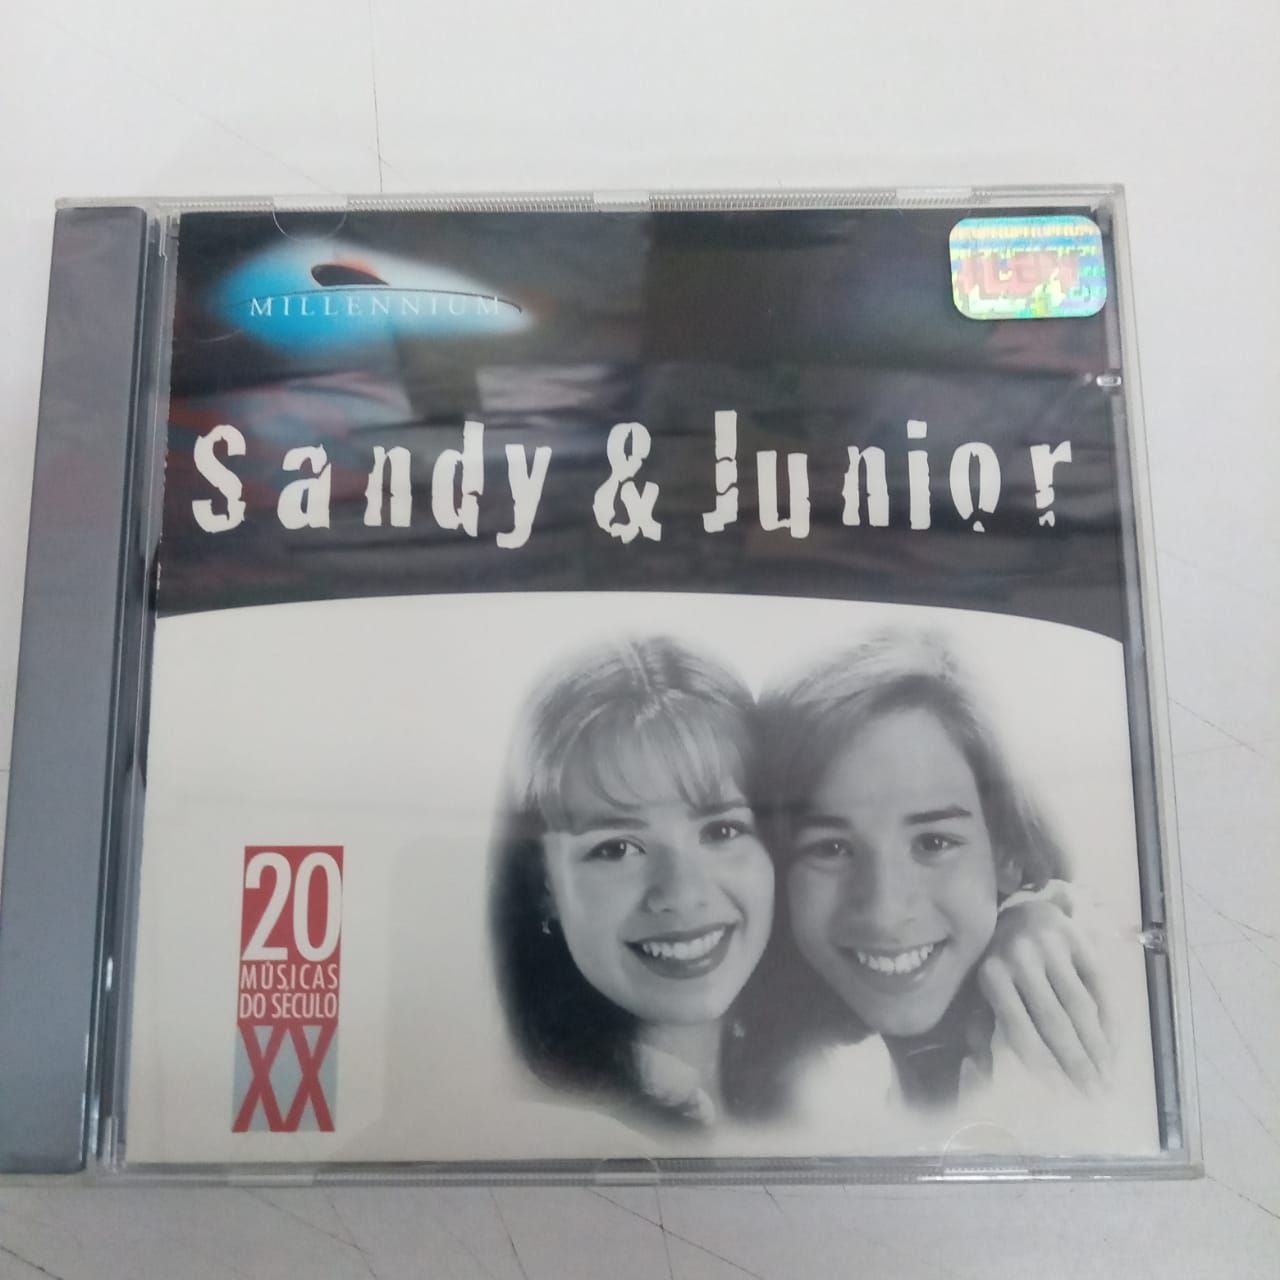 MILLENNIUM
Sandy & Junior
20
MÚSICAS
DO SÉCULO
XX